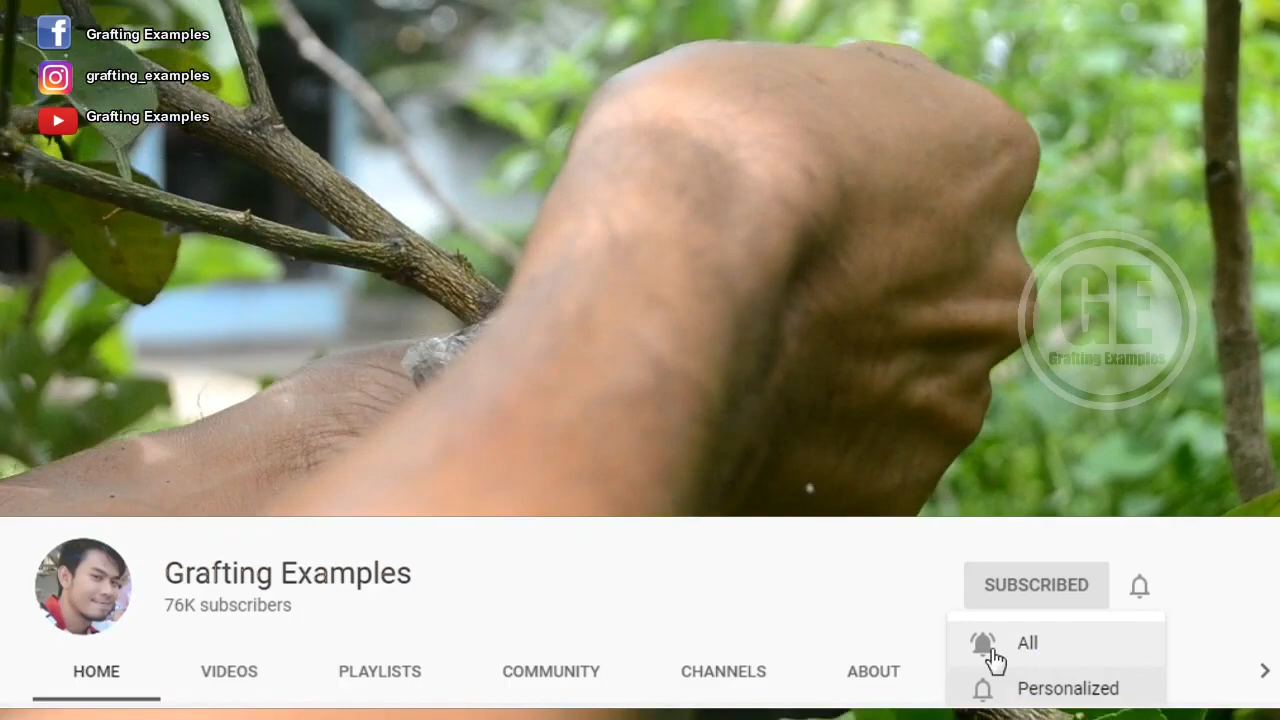 Grafting Examples
grafting_examples
Grafting Examples
GE
Grafting Examples
Grafting Examples
76K subscribers
SUBSCRIBED
All
Personalized
HOME VIDEOS PLAYLISTS COMMUNITY CHANNELS ABOUT